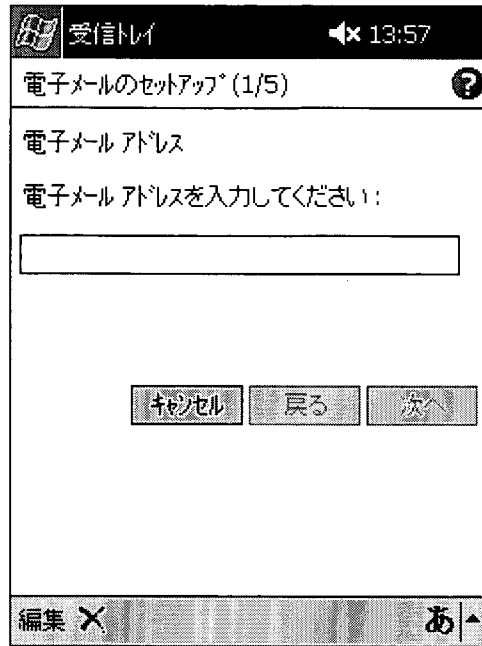 受信トレイ 13:57
電子メールのセットアップ (1/5)
電子メール アドレス
電子メール アドレスを入力してください:
キャンセル 戻る 次へ
編集 あ